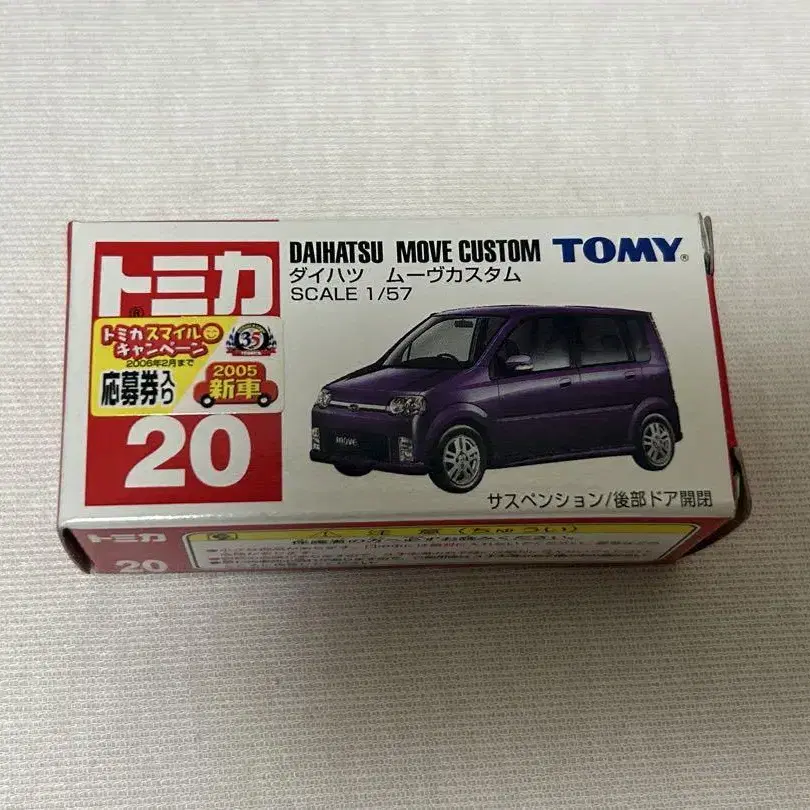 トミカ®
DAIHATSU MOVE CUSTOM TOMY®
ダイハツ ムーヴカスタム
SCALE 1/57
トミカスマイル
キャンペーン
2006年2月まで
応募券入り
35
TOMICA
2005
新車
20
MOVE
サスペンション/後部ドア開閉
トミカ
20